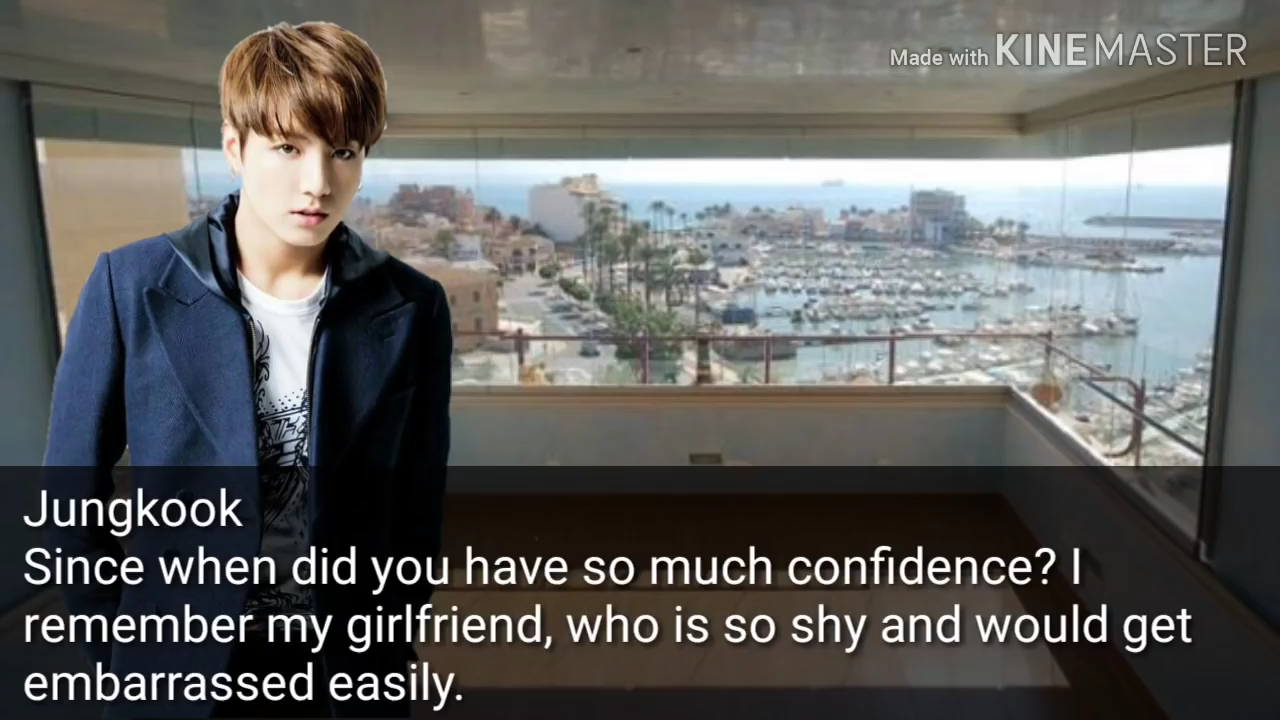 Made with KINEMASTER
Jungkook
Since when did you have so much confidence? I
remember my girlfriend, who is so shy and would get
embarrassed easily.